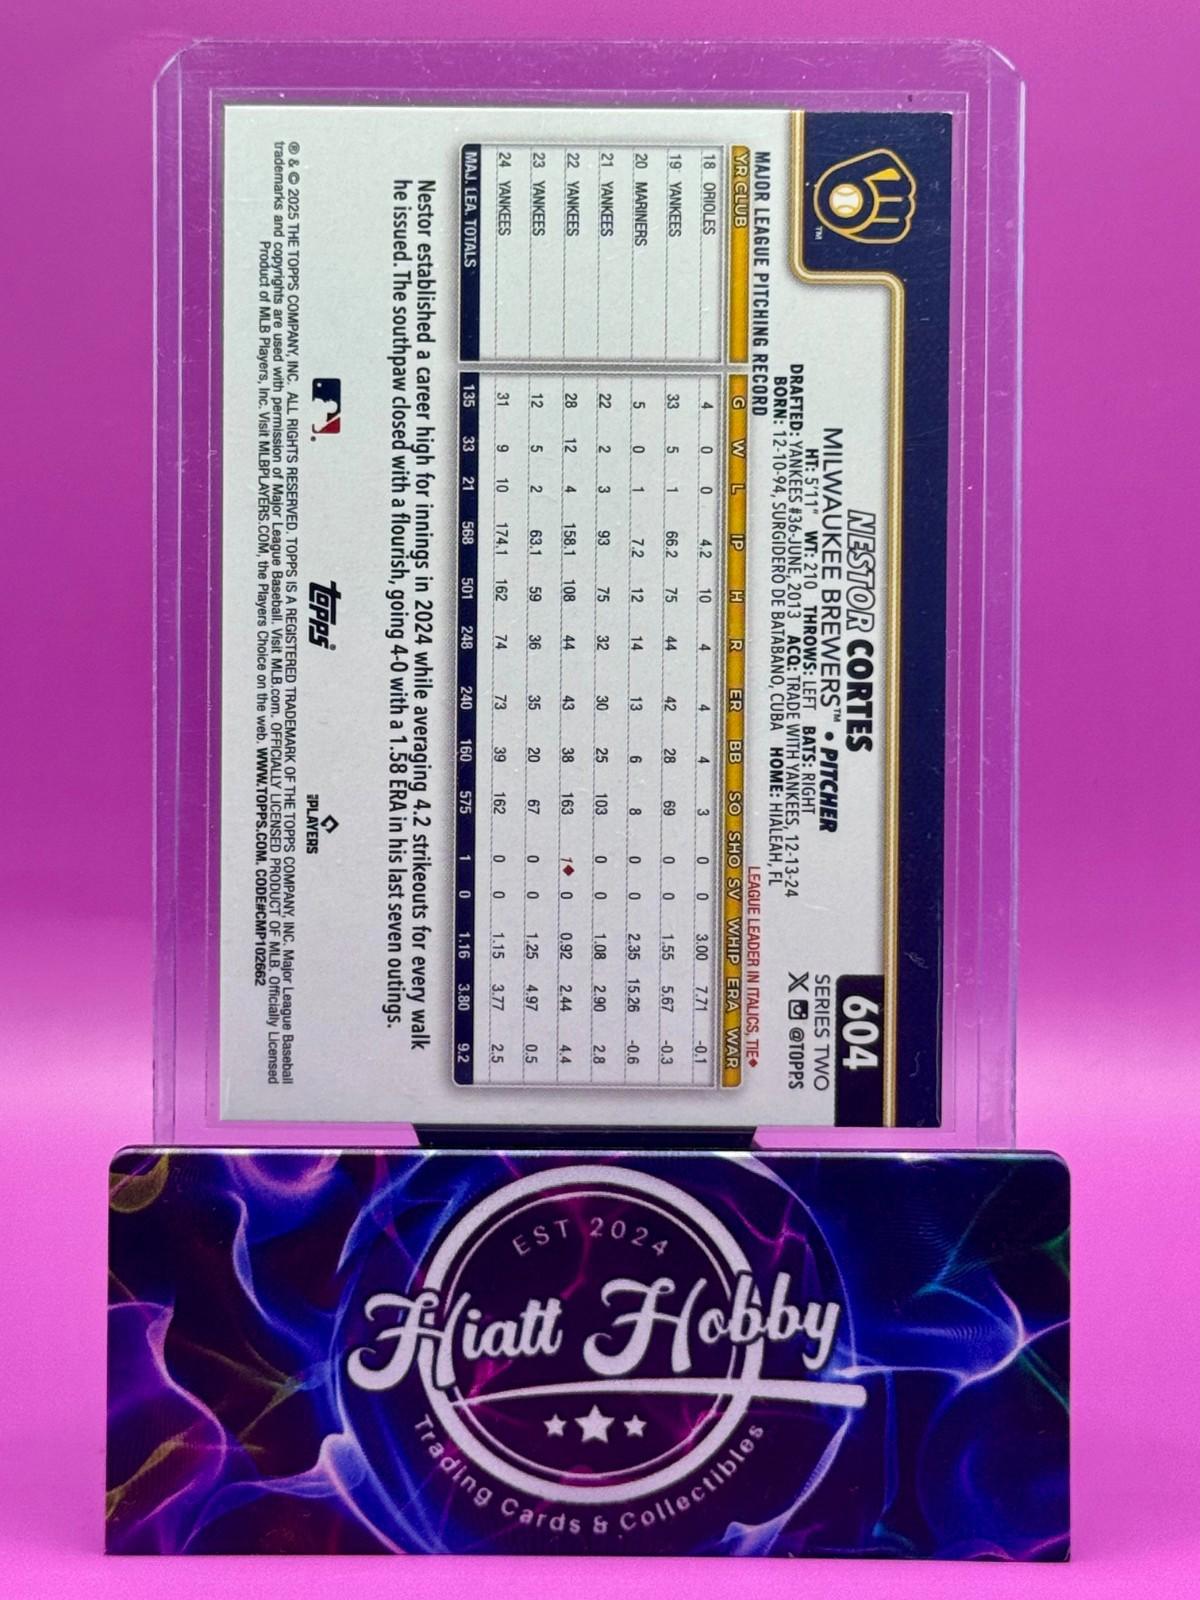 NESTOR CORTES
MILWAUKEE BREWERS™ • PITCHER
HT: 5'11" WT: 210 THROWS: LEFT BATS: RIGHT
DRAFTED: YANKEES #36-JUNE, 2013 ACQ: TRADE WITH YANKEES, 12-13-24
BORN: 12-10-94, SURGIDERO DE BATABANO, CUBA HOME: HIALEAH, FL
604
SERIES TWO
X @TOPPS
TM
MAJOR LEAGUE PITCHING RECORD
LEAGUE LEADER IN ITALICS, TIE♦
YR CLUB G W L IP H R ER BB SO SHO SV WHIP ERA WAR
18 ORIOLES 4 0 0 4.2 10 4 4 4 3 0 0 3.00 7.71 -0.1
19 YANKEES 33 5 1 66.2 75 44 42 28 69 0 0 1.55 5.67 -0.3
20 MARINERS 5 0 1 7.2 12 14 13 6 8 0 0 2.35 15.26 -0.6
21 YANKEES 22 2 3 93 75 32 30 25 103 0 0 1.08 2.90 2.8
22 YANKEES 28 12 4 158.1 108 44 43 38 163 1♦ 0 0.92 2.44 4.4
23 YANKEES 12 5 2 63.1 59 36 35 20 67 0 0 1.25 4.97 0.5
24 YANKEES 31 9 10 174.1 162 74 73 39 162 0 0 1.15 3.77 2.5
MAJ. LEA. TOTALS 135 33 21 568 501 248 240 160 575 1 0 1.16 3.80 9.2
Nestor established a career high for innings in 2024 while averaging 4.2 strikeouts for every walk
he issued. The southpaw closed with a flourish, going 4-0 with a 1.58 ERA in his last seven outings.
topps®
MLB PLAYERS
® & © 2025 THE TOPPS COMPANY, INC. ALL RIGHTS RESERVED. TOPPS IS A REGISTERED TRADEMARK OF THE TOPPS COMPANY, INC. Major League Baseball
trademarks and copyrights are used with permission of Major League Baseball. Visit MLB.com. OFFICIALLY LICENSED PRODUCT OF MLB. Officially Licensed
Product of MLB Players, Inc. Visit MLBPLAYERS.COM, the Players Choice on the web. WWW.TOPPS.COM. CODE#CMP102662
EST 2024
Hiatt Hobby
Trading Cards & Collectibles